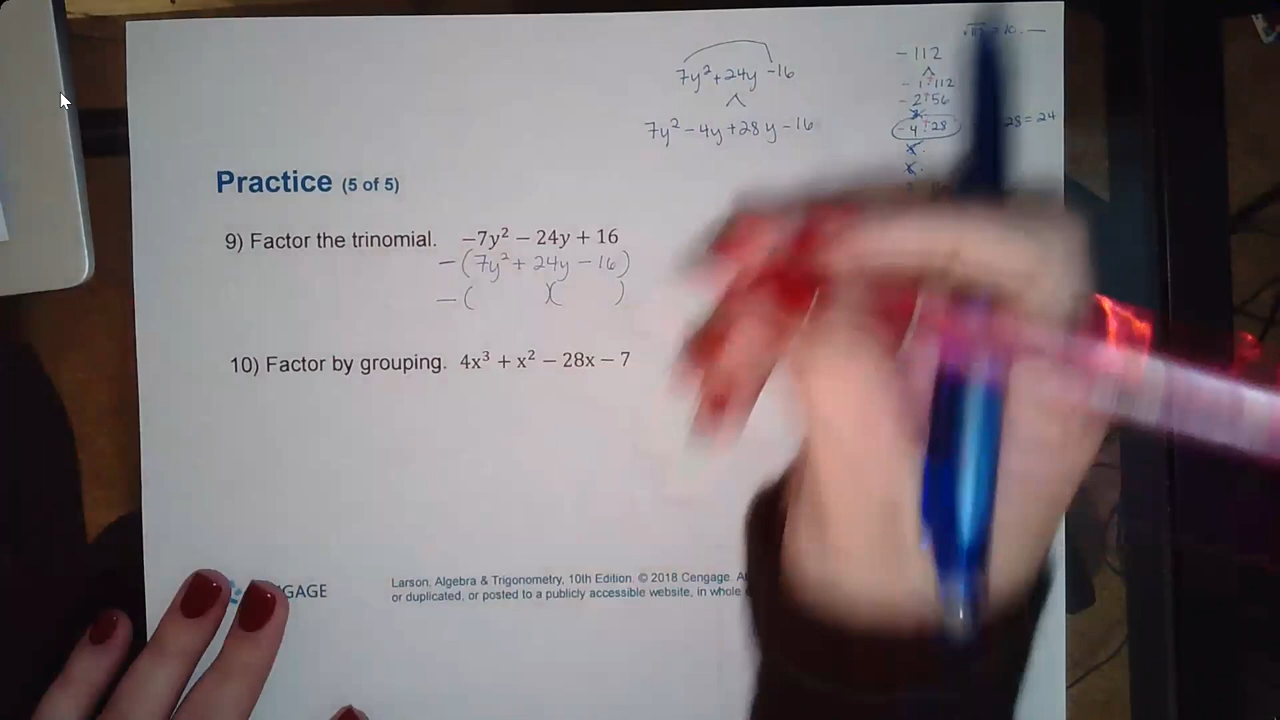 7y² + 24y - 16
7y² - 4y + 28y - 16
-112
-1 · 112
-2 · 56
-4 · 28
28 = 24
Practice (5 of 5)
9) Factor the trinomial. −7y² − 24y + 16
-(7y² + 24y - 16)
-( )( )
10) Factor by grouping. 4x³ + x² − 28x − 7
GAGE
Larson. Algebra & Trigonometry, 10th Edition. © 2018 Cengage.
or duplicated, or posted to a publicly accessible website, in whole